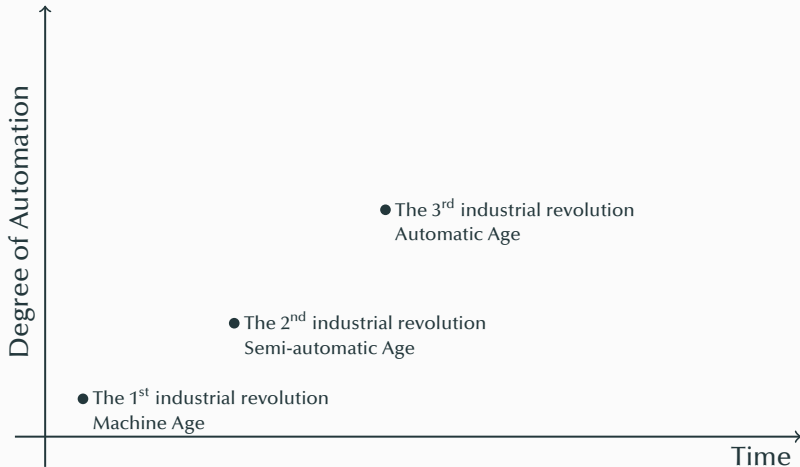 Degree of Automation
The 3rd industrial revolution
Automatic Age
The 2nd industrial revolution
Semi-automatic Age
The 1st industrial revolution
Machine Age
Time